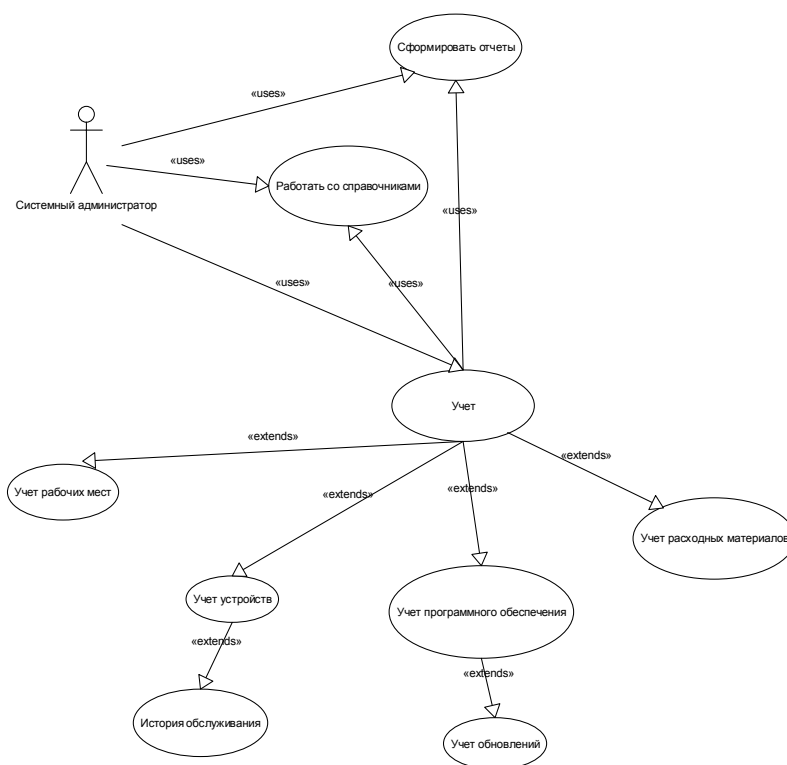 Сформировать отчеты
«uses»
«uses»
Работать со справочниками
Системный администратор
«uses»
«uses»
«uses»
Учет
«extends»
«extends»
«extends»
«extends»
Учет рабочих мест
Учет расходных материалов
Учет устройств
Учет программного обеспечения
«extends»
«extends»
История обслуживания
Учет обновлений